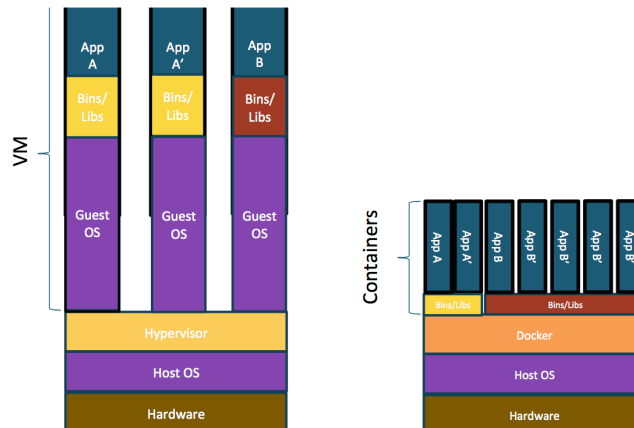 VM
App
A
Bins/
Libs
Guest
OS
App
A’
Bins/
Libs
Guest
OS
App
B
Bins/
Libs
Guest
OS
Hypervisor
Host OS
Hardware
Containers
App A
App A’
App B
App B’
App B’
App B’
App B’
Bins/Libs
Bins/Libs
Docker
Host OS
Hardware